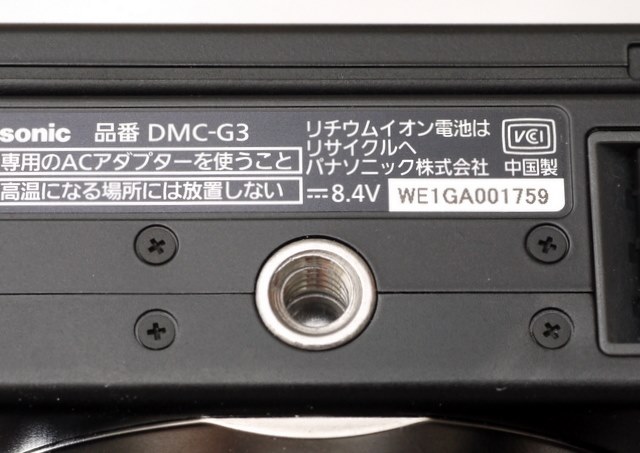 sonic 品番 DMC-G3
専用のACアダプターを使うこと
高温になる場所には放置しない
リチウムイオン電池は
リサイクルへ
パナソニック株式会社 中国製
8.4V WE1GA001759
VCI